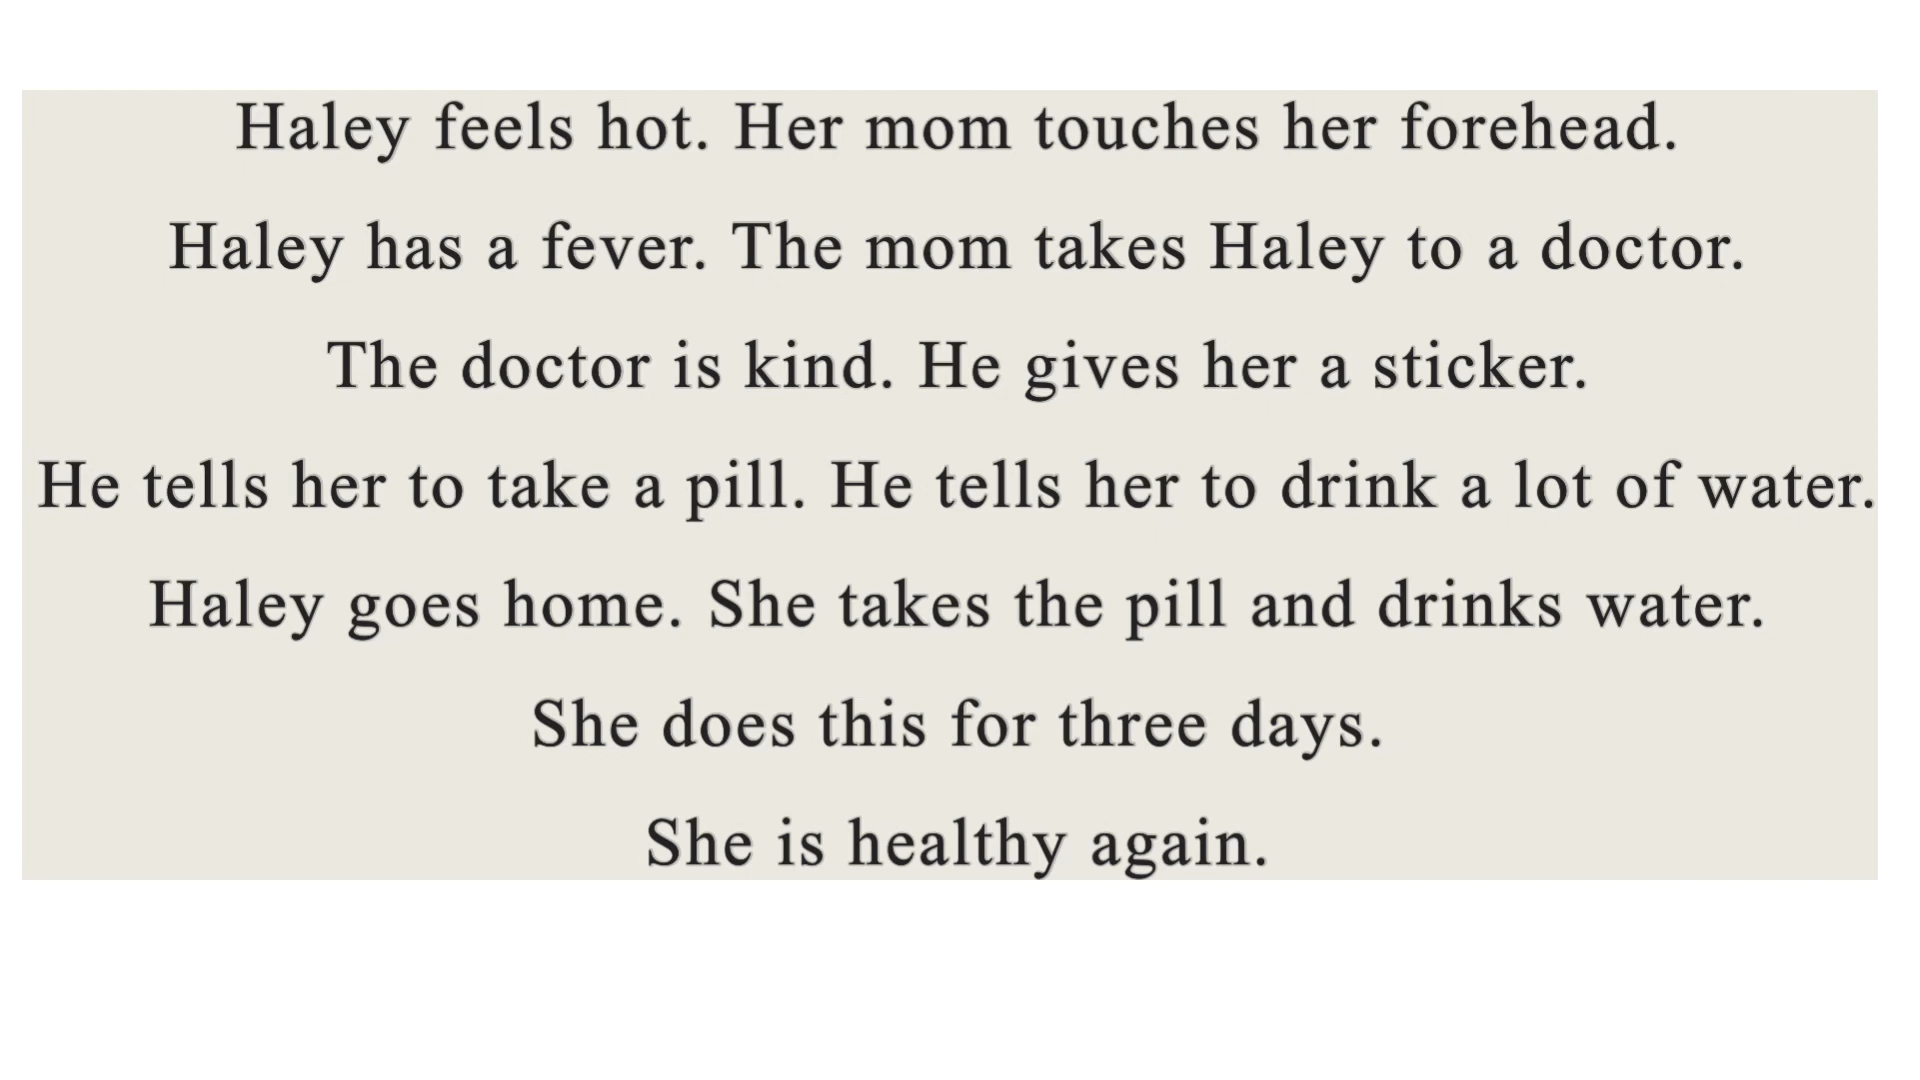 Haley feels hot. Her mom touches her forehead.
Haley has a fever. The mom takes Haley to a doctor.
The doctor is kind. He gives her a sticker.
He tells her to take a pill. He tells her to drink a lot of water.
Haley goes home. She takes the pill and drinks water.
She does this for three days.
She is healthy again.